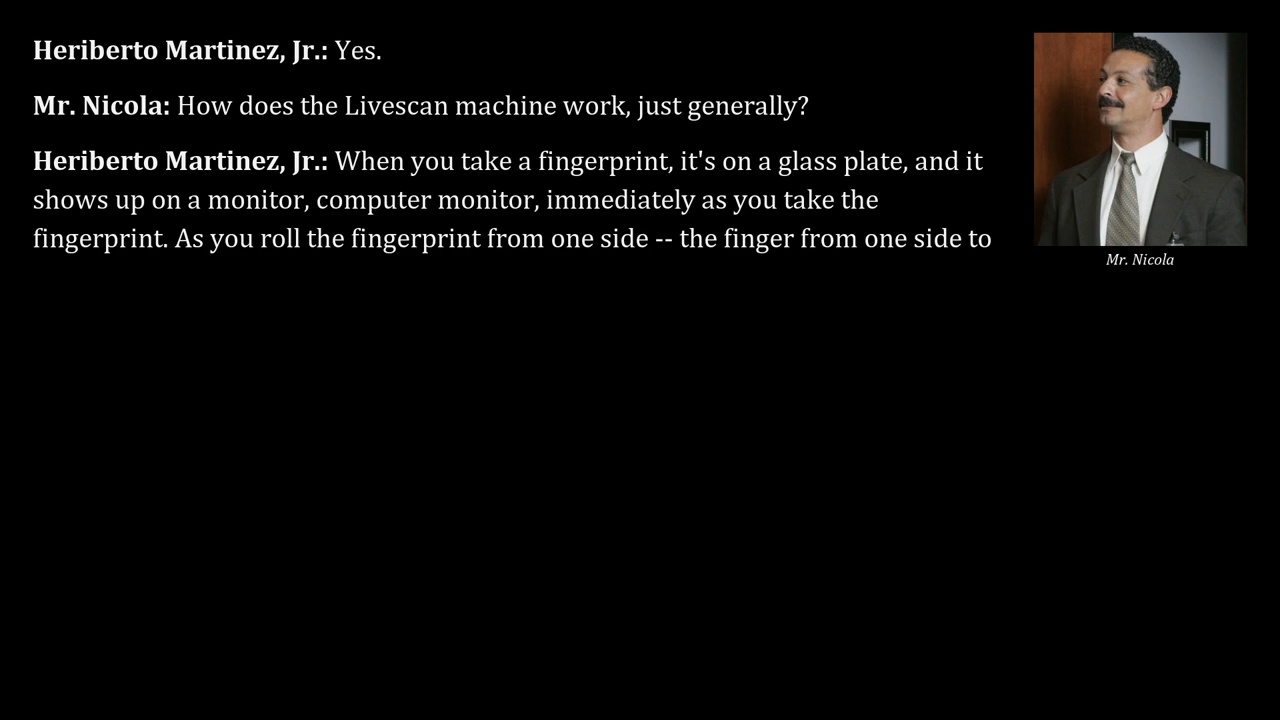 Heriberto Martinez, Jr.: Yes.
Mr. Nicola: How does the Livescan machine work, just generally?
Heriberto Martinez, Jr.: When you take a fingerprint, it's on a glass plate, and it
shows up on a monitor, computer monitor, immediately as you take the
fingerprint. As you roll the fingerprint from one side -- the finger from one side to
Mr. Nicola